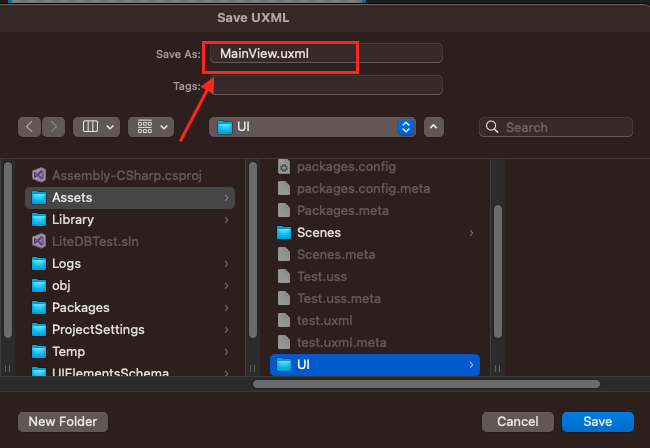 Save UXML
Save As: MainView.uxml
Tags:
UI
Search
Assembly-CSharp.csproj
Assets
Library
LiteDBTest.sln
Logs
obj
Packages
ProjectSettings
Temp
UIElementsSchema
packages.config
packages.config.meta
Packages.meta
Scenes
Scenes.meta
Test.uss
Test.uss.meta
test.uxml
test.uxml.meta
UI
New Folder
Cancel
Save